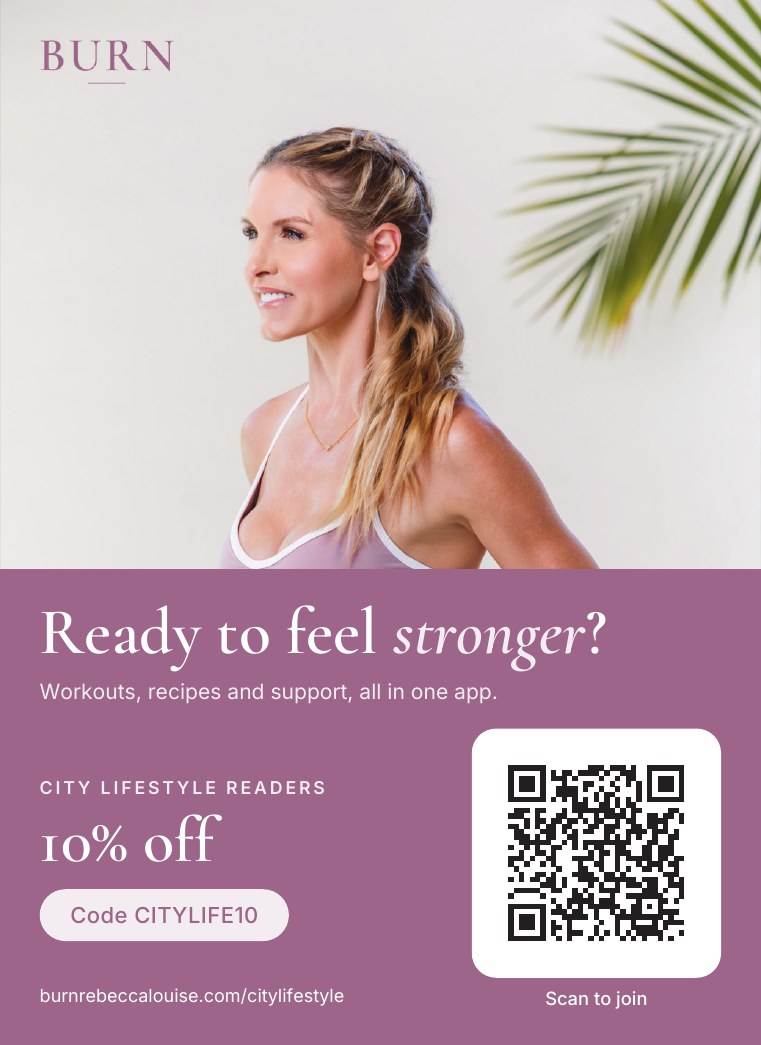 BURN
Ready to feel stronger?
Workouts, recipes and support, all in one app.
CITY LIFESTYLE READERS
10% off
Code CITYLIFE10
burnrebeccalouise.com/citylifestyle
Scan to join